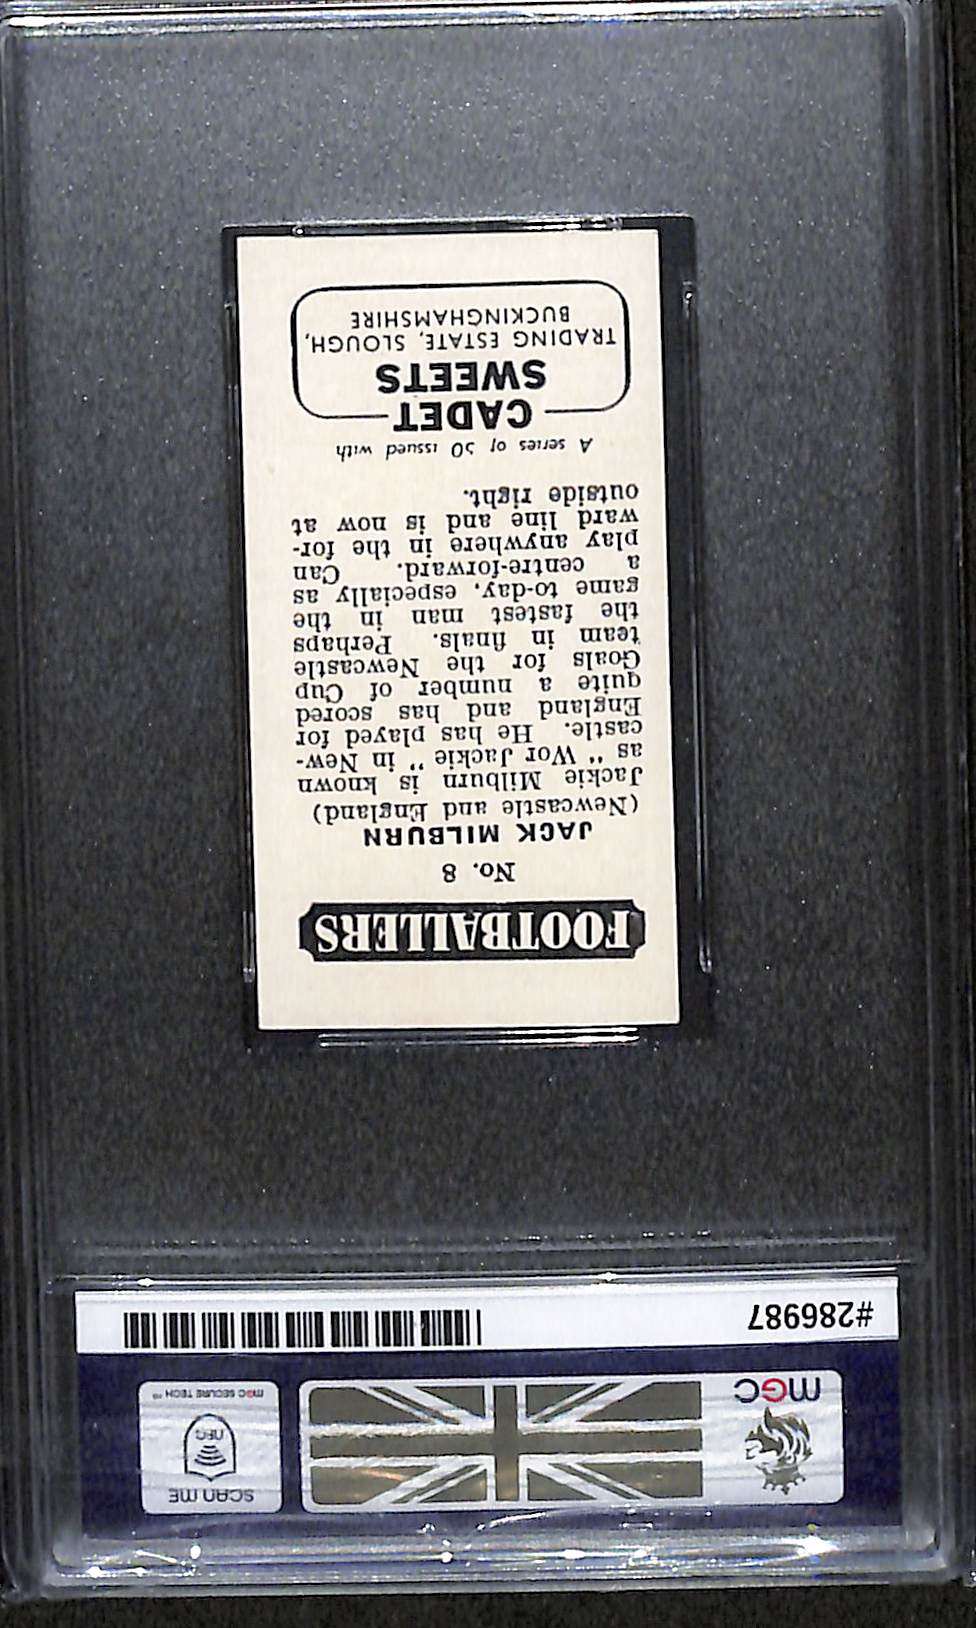 SCAN ME
NFC
MGC SECURE TECH
MGC
#286987
FOOTBALLERS
No. 8
JACK MILBURN
(Newcastle and England)
Jackie Milburn is known
as " Wor Jackie " in New-
castle. He has played for
England and has scored
quite a number of Cup
Goals for the Newcastle
team in finals. Perhaps
the fastest man in the
game to-day, especially as
a centre-forward. Can
play anywhere in the for-
ward line and is now at
outside right.
A series of 50 issued with
CADET
SWEETS
TRADING ESTATE, SLOUGH,
BUCKINGHAMSHIRE